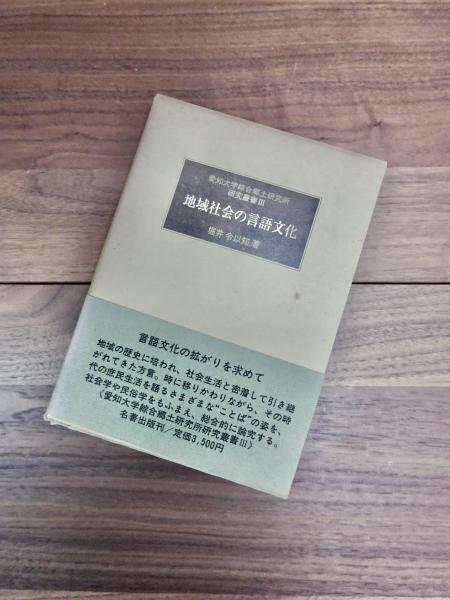 愛知大学綜合郷土研究所
研究叢書Ⅲ
地域社会の言語文化
堀井令以知 著
言語文化の拡がりを求めて
地域の歴史に培われ、社会生活と密着して引き継
がれてきた方言。時に移りかわりながら、その時
代の庶民生活を語るさまざまな“ことば”の姿を、
社会学や民俗学をもふまえ、総合的に論究する。
〈愛知大学綜合郷土研究所研究叢書Ⅲ〉
名著出版刊／定価3,500円